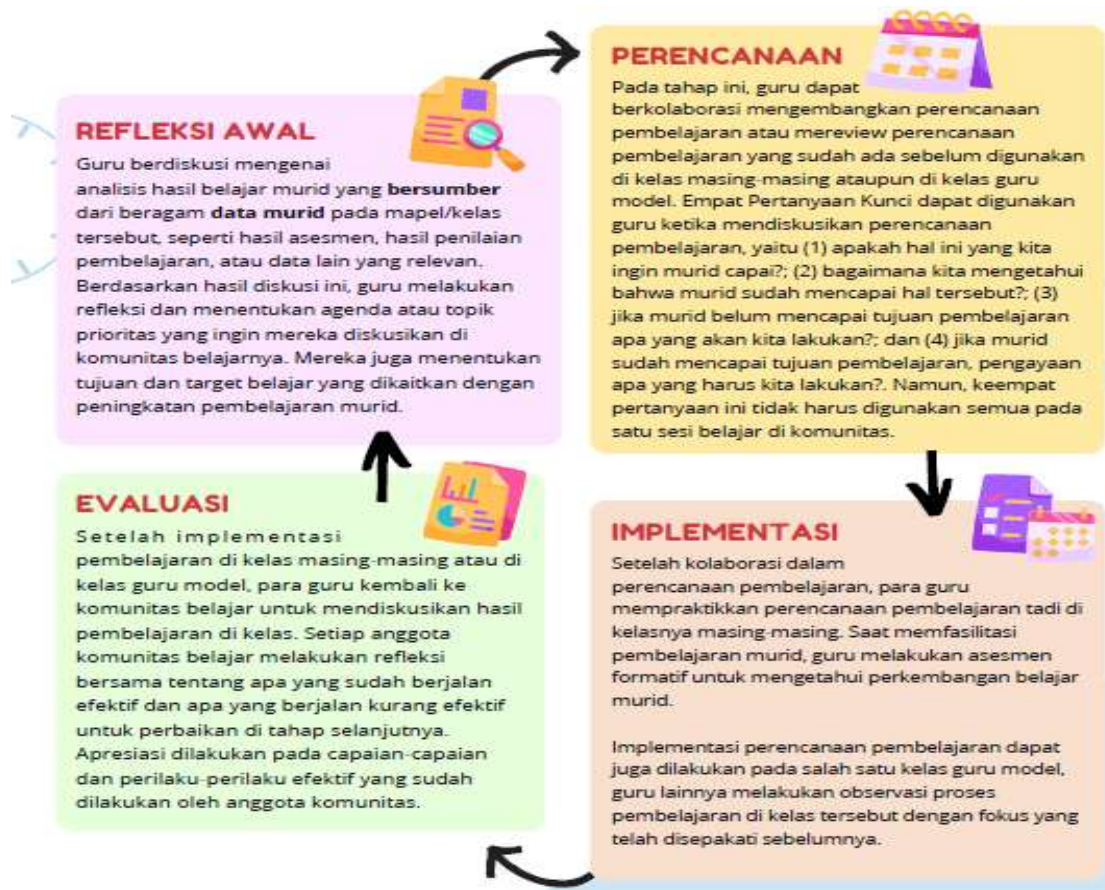 REFLEKSI AWAL
Guru berdiskusi mengenai
analisis hasil belajar murid yang bersumber
dari beragam data murid pada mapel/kelas
tersebut, seperti hasil asesmen, hasil penilaian
pembelajaran, atau data lain yang relevan.
Berdasarkan hasil diskusi ini, guru melakukan
refleksi dan menentukan agenda atau topik
prioritas yang ingin mereka diskusikan di
komunitas belajarnya. Mereka juga menentukan
tujuan dan target belajar yang dikaitkan dengan
peningkatan pembelajaran murid.
PERENCANAAN
Pada tahap ini, guru dapat
berkolaborasi mengembangkan perencanaan
pembelajaran atau mereview perencanaan
pembelajaran yang sudah ada sebelum digunakan
di kelas masing-masing ataupun di kelas guru
model. Empat Pertanyaan Kunci dapat digunakan
guru ketika mendiskusikan perencanaan
pembelajaran, yaitu (1) apakah hal ini yang kita
ingin murid capai?; (2) bagaimana kita mengetahui
bahwa murid sudah mencapai hal tersebut?; (3)
jika murid belum mencapai tujuan pembelajaran
apa yang akan kita lakukan?; dan (4) jika murid
sudah mencapai tujuan pembelajaran, pengayaan
apa yang harus kita lakukan?. Namun, keempat
pertanyaan ini tidak harus digunakan semua pada
satu sesi belajar di komunitas.
IMPLEMENTASI
Setelah kolaborasi dalam
perencanaan pembelajaran, para guru
mempraktikkan perencanaan pembelajaran tadi di
kelasnya masing-masing. Saat memfasilitasi
pembelajaran murid, guru melakukan asesmen
formatif untuk mengetahui perkembangan belajar
murid.
Implementasi perencanaan pembelajaran dapat
juga dilakukan pada salah satu kelas guru model,
guru lainnya melakukan observasi proses
pembelajaran di kelas tersebut dengan fokus yang
telah disepakati sebelumnya.
EVALUASI
Setelah implementasi
pembelajaran di kelas masing-masing atau di
kelas guru model, para guru kembali ke
komunitas belajar untuk mendiskusikan hasil
pembelajaran di kelas. Setiap anggota
komunitas belajar melakukan refleksi
bersama tentang apa yang sudah berjalan
efektif dan apa yang berjalan kurang efektif
untuk perbaikan di tahap selanjutnya.
Apresiasi dilakukan pada capaian-capaian
dan perilaku-perilaku efektif yang sudah
dilakukan oleh anggota komunitas.